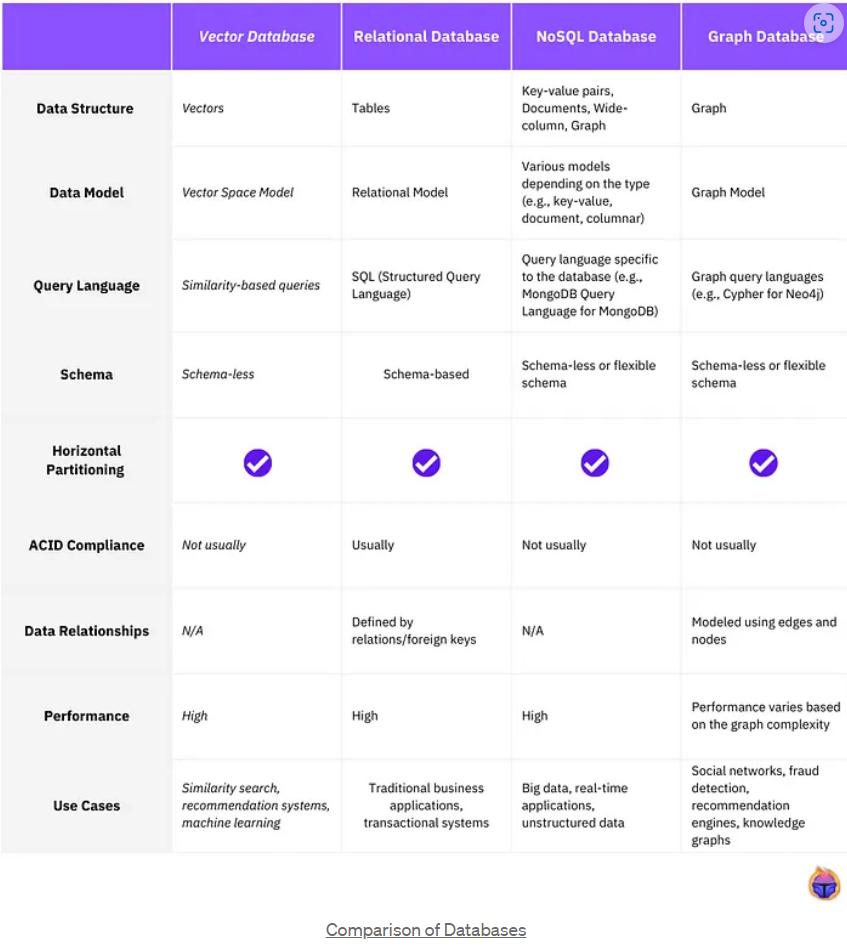 Vector Database
Relational Database
NoSQL Database
Graph Database
Data Structure
Vectors
Tables
Key-value pairs,
Documents, Wide-
column, Graph
Graph
Data Model
Vector Space Model
Relational Model
Various models
depending on the type
(e.g., key-value,
document, columnar)
Graph Model
Query Language
Similarity-based queries
SQL (Structured Query
Language)
Query language specific
to the database (e.g.,
MongoDB Query
Language for MongoDB)
Graph query languages
(e.g., Cypher for Neo4j)
Schema
Schema-less
Schema-based
Schema-less or flexible
schema
Schema-less or flexible
schema
Horizontal
Partitioning
ACID Compliance
Not usually
Usually
Not usually
Not usually
Data Relationships
N/A
Defined by
relations/foreign keys
N/A
Modeled using edges and
nodes
Performance
High
High
High
Performance varies based
on the graph complexity
Use Cases
Similarity search,
recommendation systems,
machine learning
Traditional business
applications,
transactional systems
Big data, real-time
applications,
unstructured data
Social networks, fraud
detection,
recommendation
engines, knowledge
graphs
Comparison of Databases